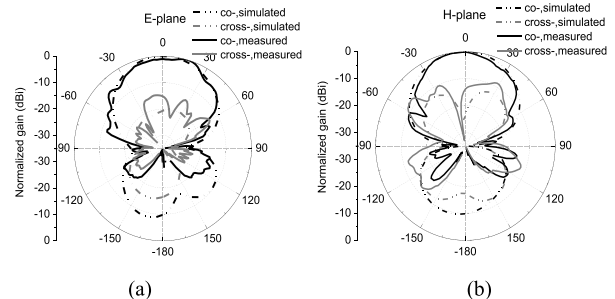 E-plane
co-,simulated
cross-,simulated
co-,measured
cross-,measured
0
-10
-20
-30
-30
-20
-10
0
Normalized gain (dBi)
0
30
60
90
120
150
-180
-150
-120
90
-60
-30
(a)
H-plane
co-,simulated
cross-,simulated
co-,measured
cross-,measured
0
-10
-20
-30
-30
-20
-10
0
Normalized gain (dBi)
0
30
60
90
120
150
-180
-150
-120
90
-60
-30
(b)